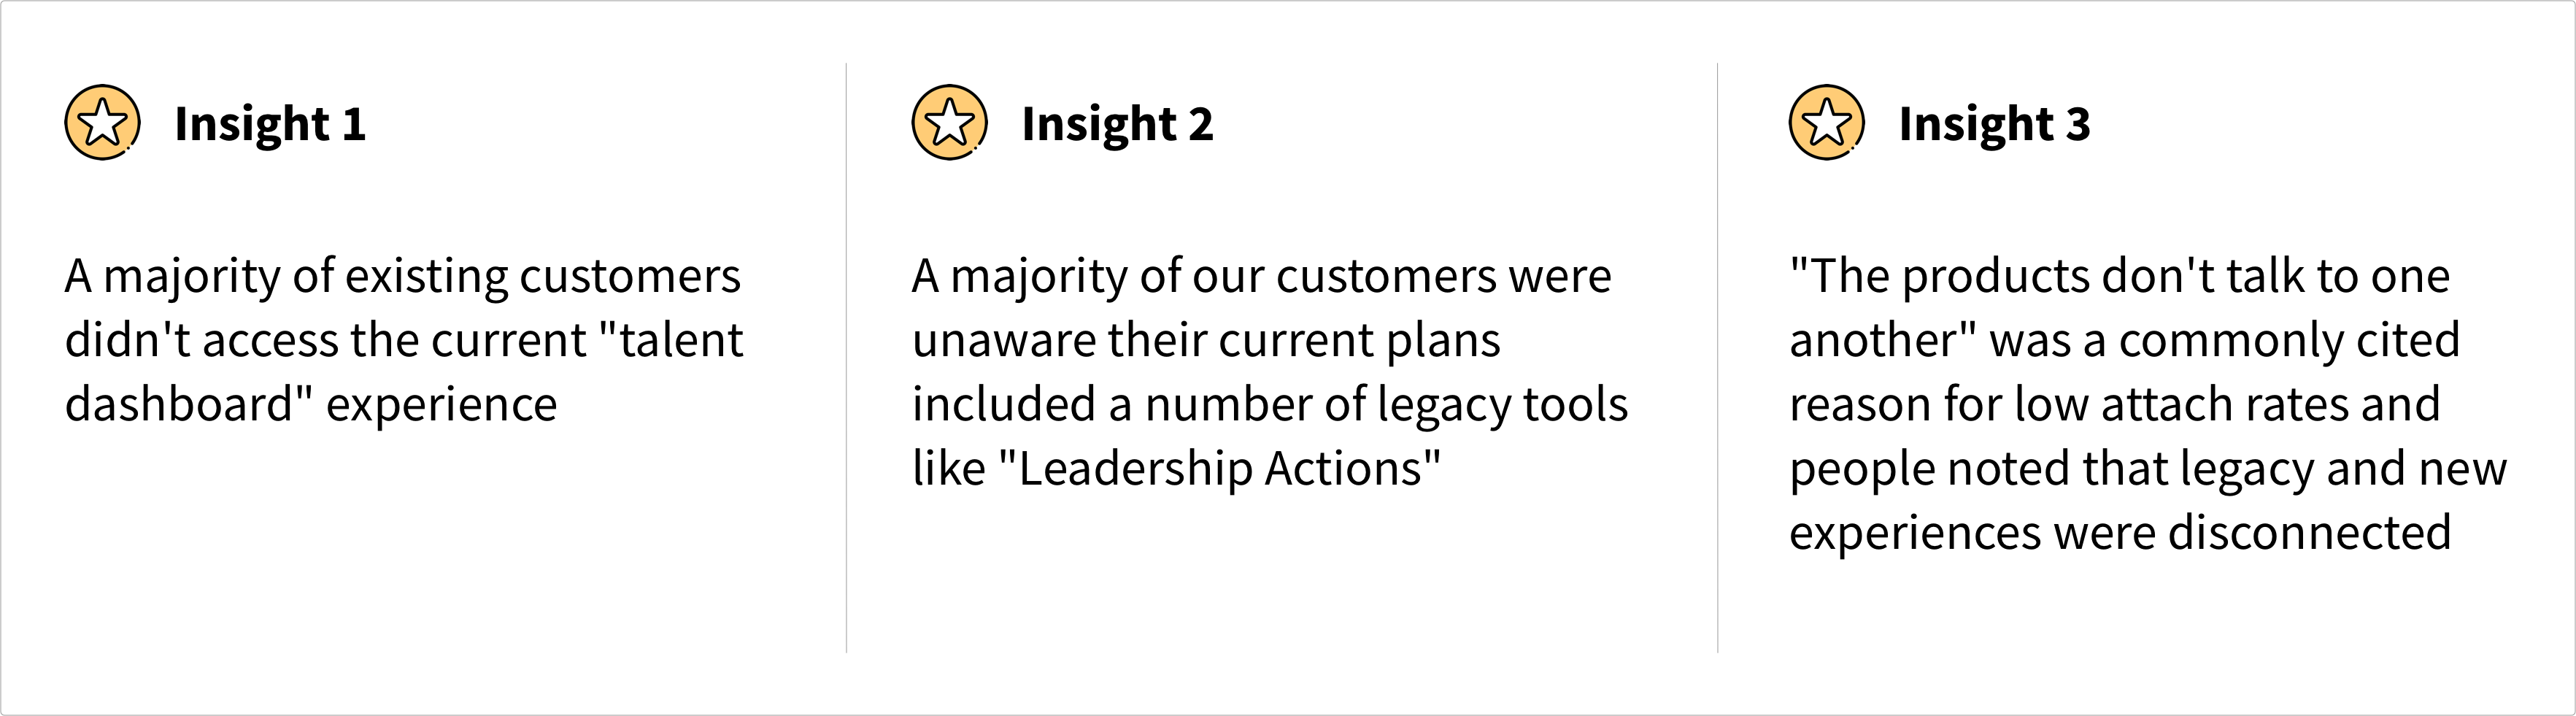 Insight 1
A majority of existing customers
didn't access the current "talent
dashboard" experience
Insight 2
A majority of our customers were
unaware their current plans
included a number of legacy tools
like "Leadership Actions"
Insight 3
"The products don't talk to one
another" was a commonly cited
reason for low attach rates and
people noted that legacy and new
experiences were disconnected